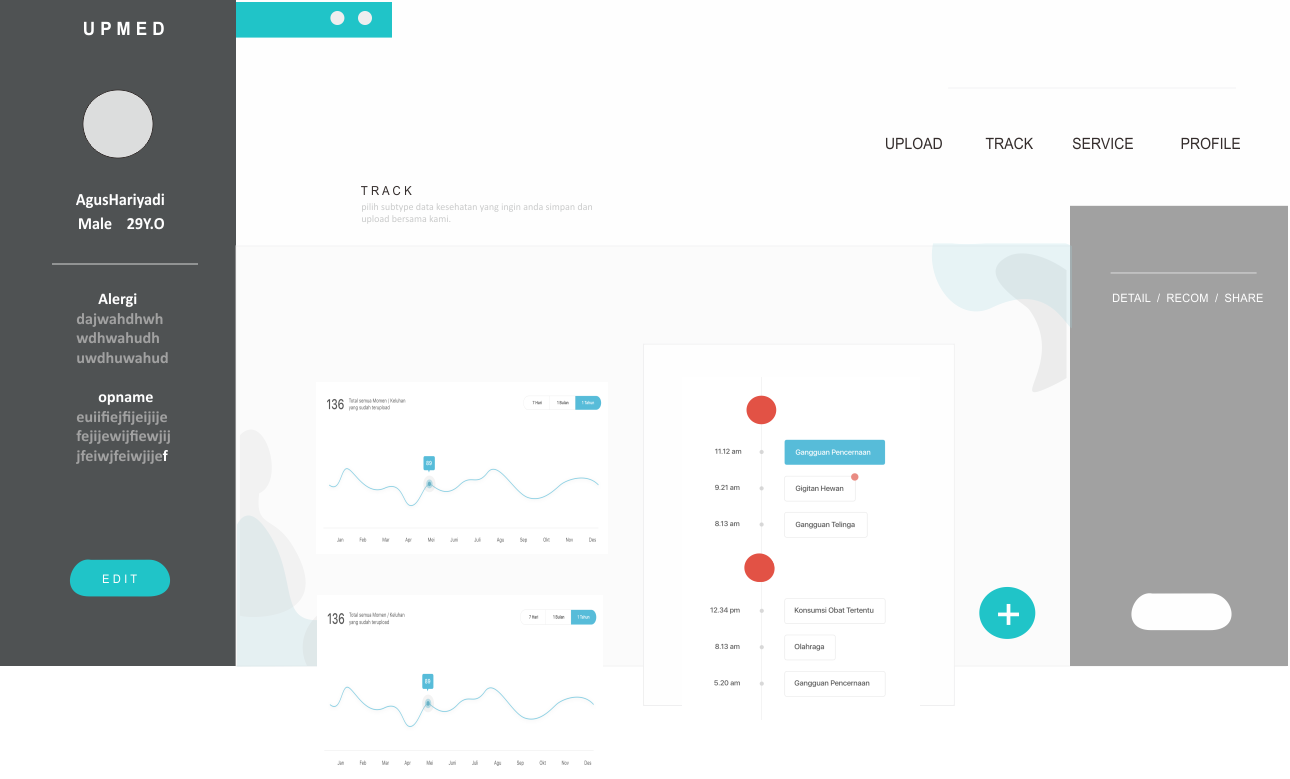 UPMED
AgusHariyadi
Male 29Y.O
Alergi
dajwahdhwh
wdhwahudh
uwdhuwahud
opname
euiifiejfijeijije
fejijewijfiewjij
jfeiwjfeiwjijef
EDIT
UPLOAD TRACK SERVICE PROFILE
TRACK
pilih subtype data kesehatan yang ingin anda simpan dan
upload bersama kami.
136
Total semua Momen / Keluhan
yang sudah terupload
7 Hari 1 Bulan 1 Tahun
89
Jan Feb Mar Apr Mei Juni Juli Ags Sep Okt Nov Des
136
Total semua Momen / Keluhan
yang sudah terupload
7 Hari 1 Bulan 1 Tahun
89
Jan Feb Mar Apr Mei Juni Juli Ags Sep Okt Nov Des
11.12 am Gangguan Pencernaan
9.21 am Gigitan Hewan
8.13 am Gangguan Telinga
12.34 pm Konsumsi Obat Tertentu
8.13 am Olahraga
5.20 am Gangguan Pencernaan
+
DETAIL / RECOM / SHARE